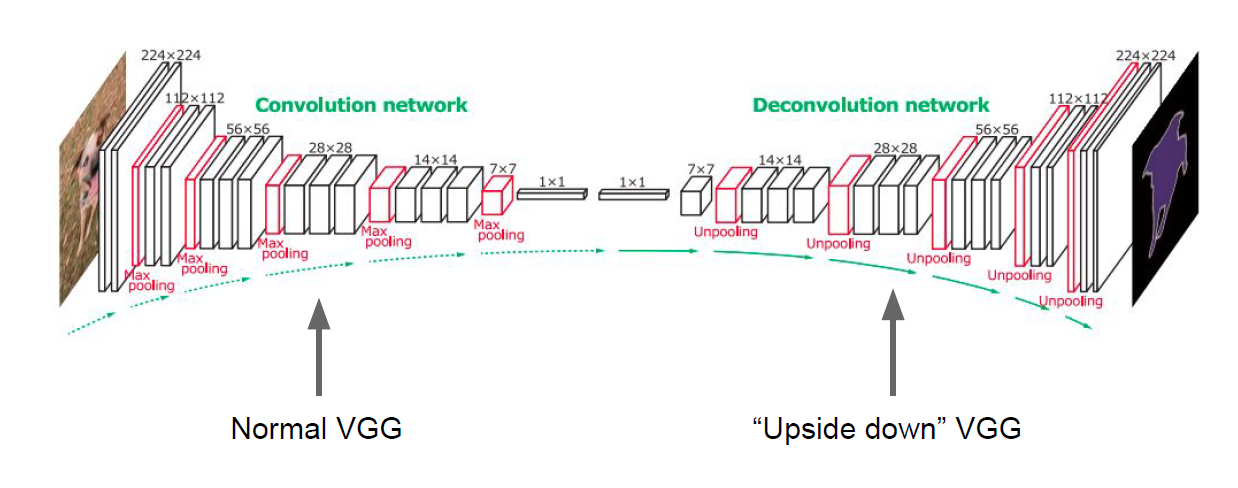 224×224
112×112
56×56
28×28
14×14
7×7
1×1
Convolution network
Max
pooling
Max
pooling
Max
pooling
Max
pooling
Max
pooling
1×1
7×7
14×14
28×28
56×56
112×112
224×224
Deconvolution network
Unpooling
Unpooling
Unpooling
Unpooling
Unpooling
Normal VGG
“Upside down” VGG